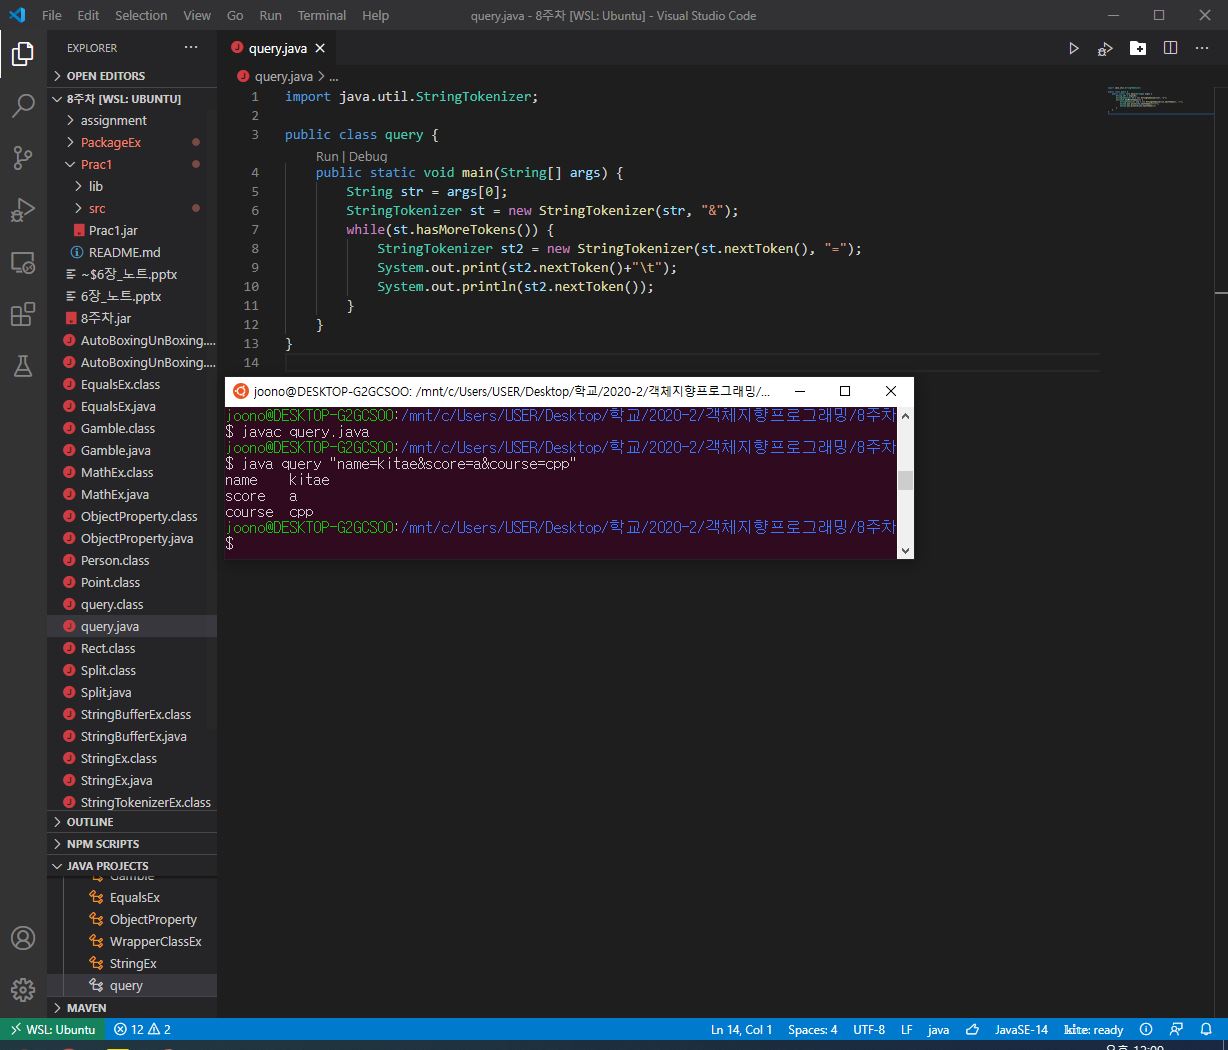 File Edit Selection View Go Run Terminal Help query.java - 8주차 [WSL: Ubuntu] - Visual Studio Code
EXPLORER
OPEN EDITORS
8주차 [WSL: UBUNTU]
assignment
PackageEx
Prac1
lib
src
Prac1.jar
README.md
~$6장_노트.pptx
6장_노트.pptx
8주차.jar
AutoBoxingUnBoxing....
AutoBoxingUnBoxing....
EqualsEx.class
EqualsEx.java
Gamble.class
Gamble.java
MathEx.class
MathEx.java
ObjectProperty.class
ObjectProperty.java
Person.class
Point.class
query.class
query.java
Rect.class
Split.class
Split.java
StringBufferEx.class
StringBufferEx.java
StringEx.class
StringEx.java
StringTokenizerEx.class
OUTLINE
NPM SCRIPTS
JAVA PROJECTS
Gamble
EqualsEx
ObjectProperty
WrapperClassEx
StringEx
query
MAVEN
query.java
query.java > ...
1 import java.util.StringTokenizer;
2
3 public class query {
Run | Debug
4 public static void main(String[] args) {
5 String str = args[0];
6 StringTokenizer st = new StringTokenizer(str, "&");
7 while(st.hasMoreTokens()) {
8 StringTokenizer st2 = new StringTokenizer(st.nextToken(), "=");
9 System.out.print(st2.nextToken()+"\t");
10 System.out.println(st2.nextToken());
11 }
12 }
13 }
14
joono@DESKTOP-G2GCSOO: /mnt/c/Users/USER/Desktop/학교/2020-2/객체지향프로그래밍/...
joono@DESKTOP-G2GCSOO:/mnt/c/Users/USER/Desktop/학교/2020-2/객체지향프로그래밍/8주차
$ javac query.java
joono@DESKTOP-G2GCSOO:/mnt/c/Users/USER/Desktop/학교/2020-2/객체지향프로그래밍/8주차
$ java query "name=kitae&score=a&course=cpp"
name kitae
score a
course cpp
joono@DESKTOP-G2GCSOO:/mnt/c/Users/USER/Desktop/학교/2020-2/객체지향프로그래밍/8주차
$
WSL: Ubuntu 12 2 Ln 14, Col 1 Spaces: 4 UTF-8 LF java JavaSE-14 kite: ready